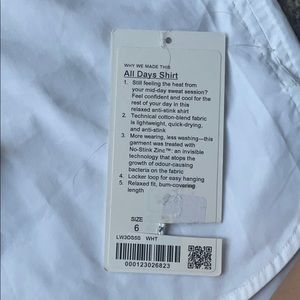 WHY WE MADE THIS
All Days Shirt
1. Still feeling the heat from
your mid-day sweat session?
Feel confident and cool for the
rest of your day in this
relaxed anti-stink shirt
2. Technical cotton-blend fabric
is lightweight, quick-drying,
and anti-stink
3. More wearing, less washing—this
garment was treated with
No-Stink Zinc™: an invisible
technology that stops the
growth of odour-causing
bacteria on the fabric
4. Locker loop for easy hanging
5. Relaxed fit, bum-covering
length
SIZE
6
WHT
000123026823